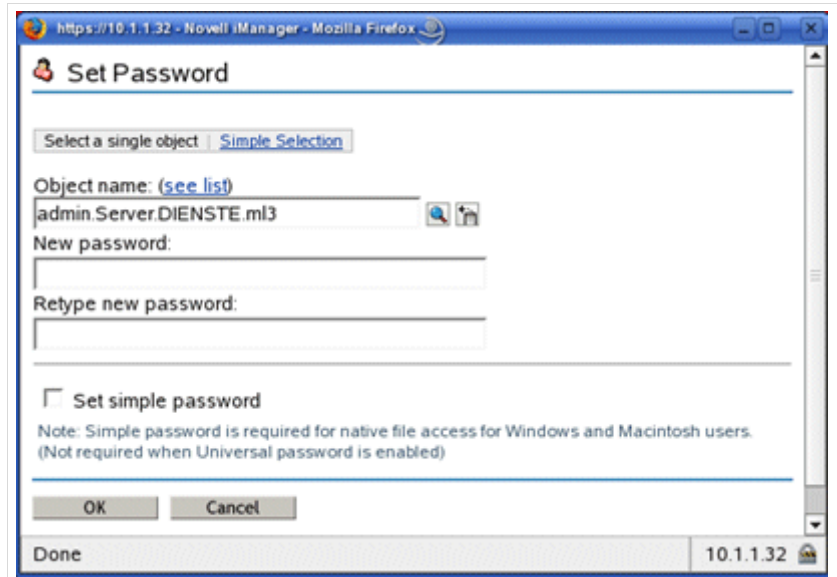 https://10.1.1.32 - Novell iManager - Mozilla Firefox
Set Password
Select a single object | Simple Selection
Object name: (see list)
admin.Server.DIENSTE.ml3
New password:
Retype new password:
Set simple password
Note: Simple password is required for native file access for Windows and Macintosh users.
(Not required when Universal password is enabled)
OK Cancel
Done 10.1.1.32